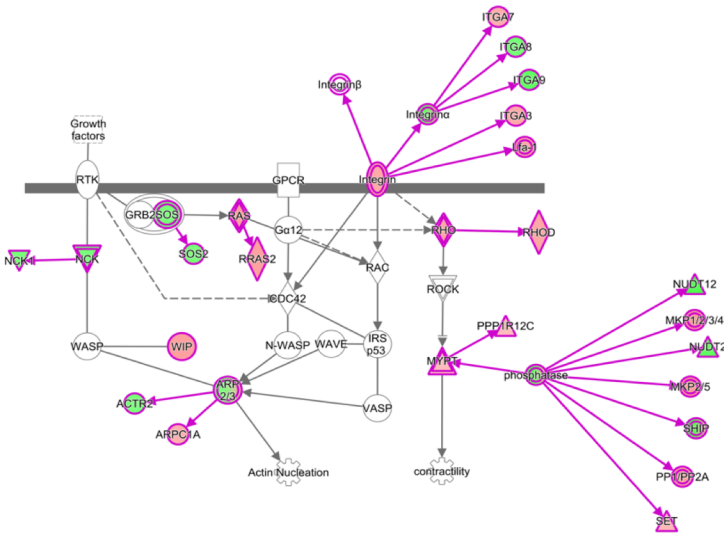 ITGA7
ITGA8
ITGA9
Integrinβ
Integrinα
ITGA3
Lfa-1
Growth
factors
RTK
GPCR
Integrin
GRB2
SOS
RAS
Gα12
RHO
RHOD
NCK1
NCK
SOS2
RRAS2
RAC
ROCK
CDC42
NUDT12
MKP1/2/3/4
PPP1R12C
NUDT2
WASP
WIP
N-WASP
WAVE
IRS
p53
MYPT
phosphatase
MKP2/5
ARP
2/3
ACTR2
ARPC1A
VASP
SHIP
Actin Nucleation
contractility
PP1/PP2A
SET